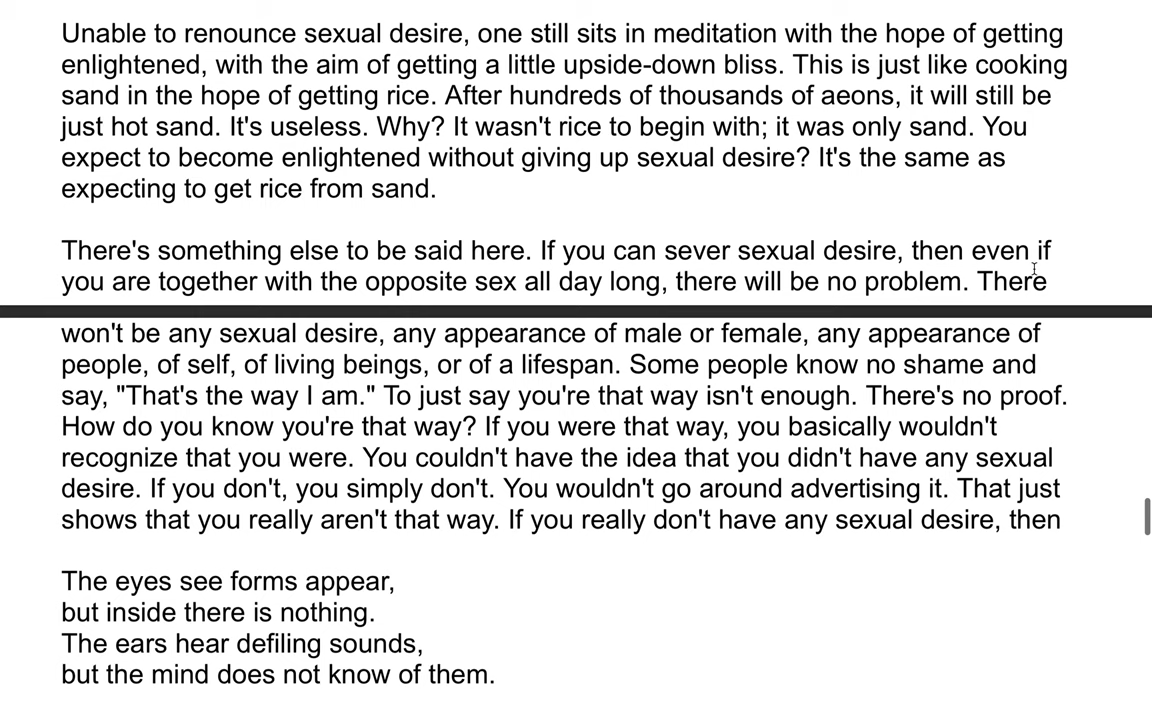 Unable to renounce sexual desire, one still sits in meditation with the hope of getting
enlightened, with the aim of getting a little upside-down bliss. This is just like cooking
sand in the hope of getting rice. After hundreds of thousands of aeons, it will still be
just hot sand. It's useless. Why? It wasn't rice to begin with; it was only sand. You
expect to become enlightened without giving up sexual desire? It's the same as
expecting to get rice from sand.
There's something else to be said here. If you can sever sexual desire, then even if
you are together with the opposite sex all day long, there will be no problem. There
won't be any sexual desire, any appearance of male or female, any appearance of
people, of self, of living beings, or of a lifespan. Some people know no shame and
say, "That's the way I am." To just say you're that way isn't enough. There's no proof.
How do you know you're that way? If you were that way, you basically wouldn't
recognize that you were. You couldn't have the idea that you didn't have any sexual
desire. If you don't, you simply don't. You wouldn't go around advertising it. That just
shows that you really aren't that way. If you really don't have any sexual desire, then
The eyes see forms appear,
but inside there is nothing.
The ears hear defiling sounds,
but the mind does not know of them.